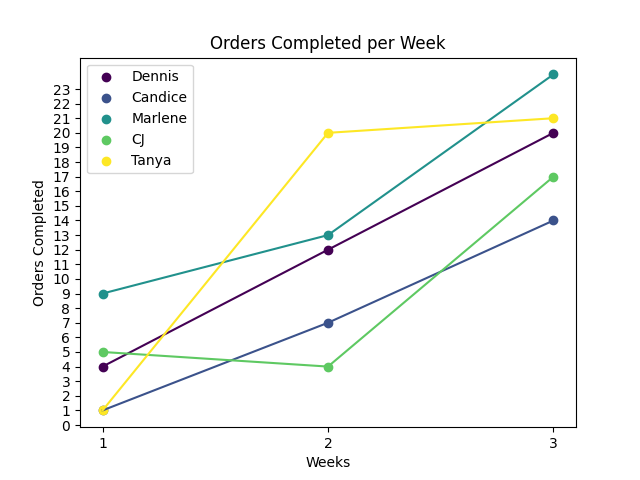 Orders Completed per Week
Dennis
Candice
Marlene
CJ
Tanya
Orders Completed
23
22
21
20
19
18
17
16
15
14
13
12
11
10
9
8
7
6
5
4
3
2
1
0
1 2 3
Weeks